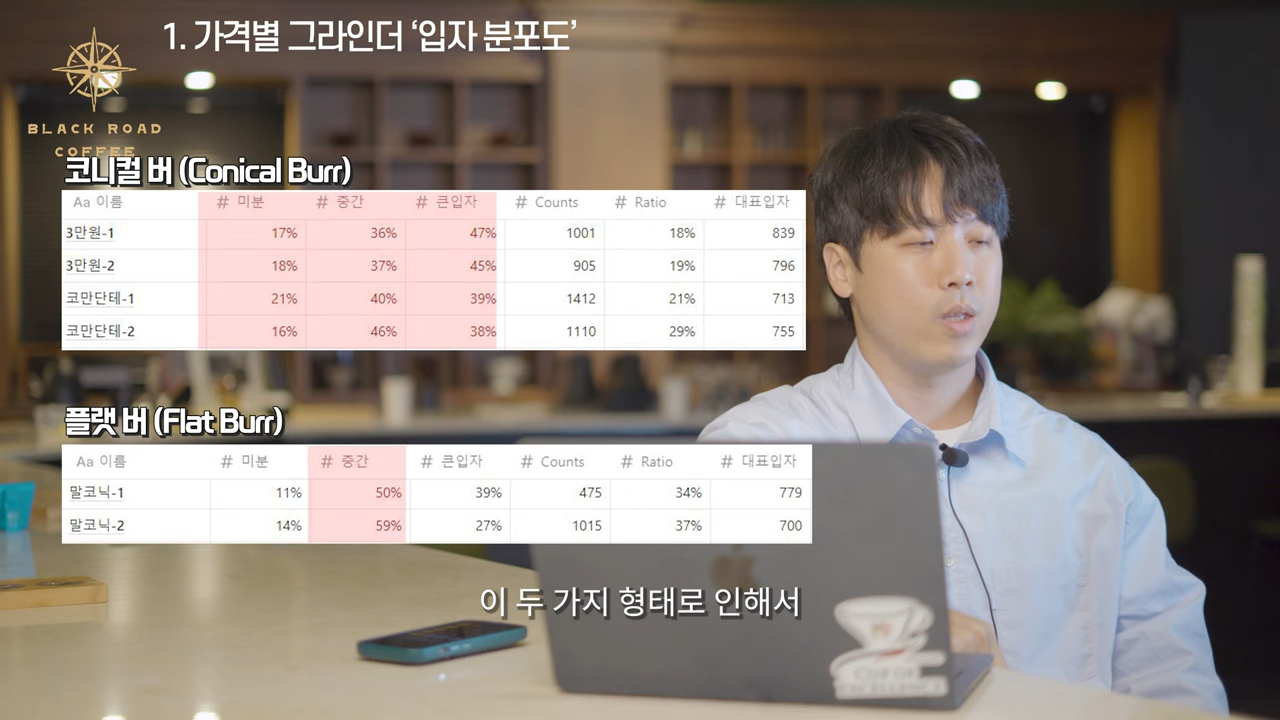 1. 가격별 그라인더 ‘입자 분포도’
BLACK ROAD
COFFEE
코니컬 버 (Conical Burr)
Aa 이름 # 미분 # 중간 # 큰입자 # Counts # Ratio # 대표입자
3만원-1 17% 36% 47% 1001 18% 839
3만원-2 18% 37% 45% 905 19% 796
코만단테-1 21% 40% 39% 1412 21% 713
코만단테-2 16% 46% 38% 1110 29% 755
플랫 버 (Flat Burr)
Aa 이름 # 미분 # 중간 # 큰입자 # Counts # Ratio # 대표입자
말코닉-1 11% 50% 39% 475 34% 779
말코닉-2 14% 59% 27% 1015 37% 700
이 두 가지 형태로 인해서
CUP OF
EXCELLENCE